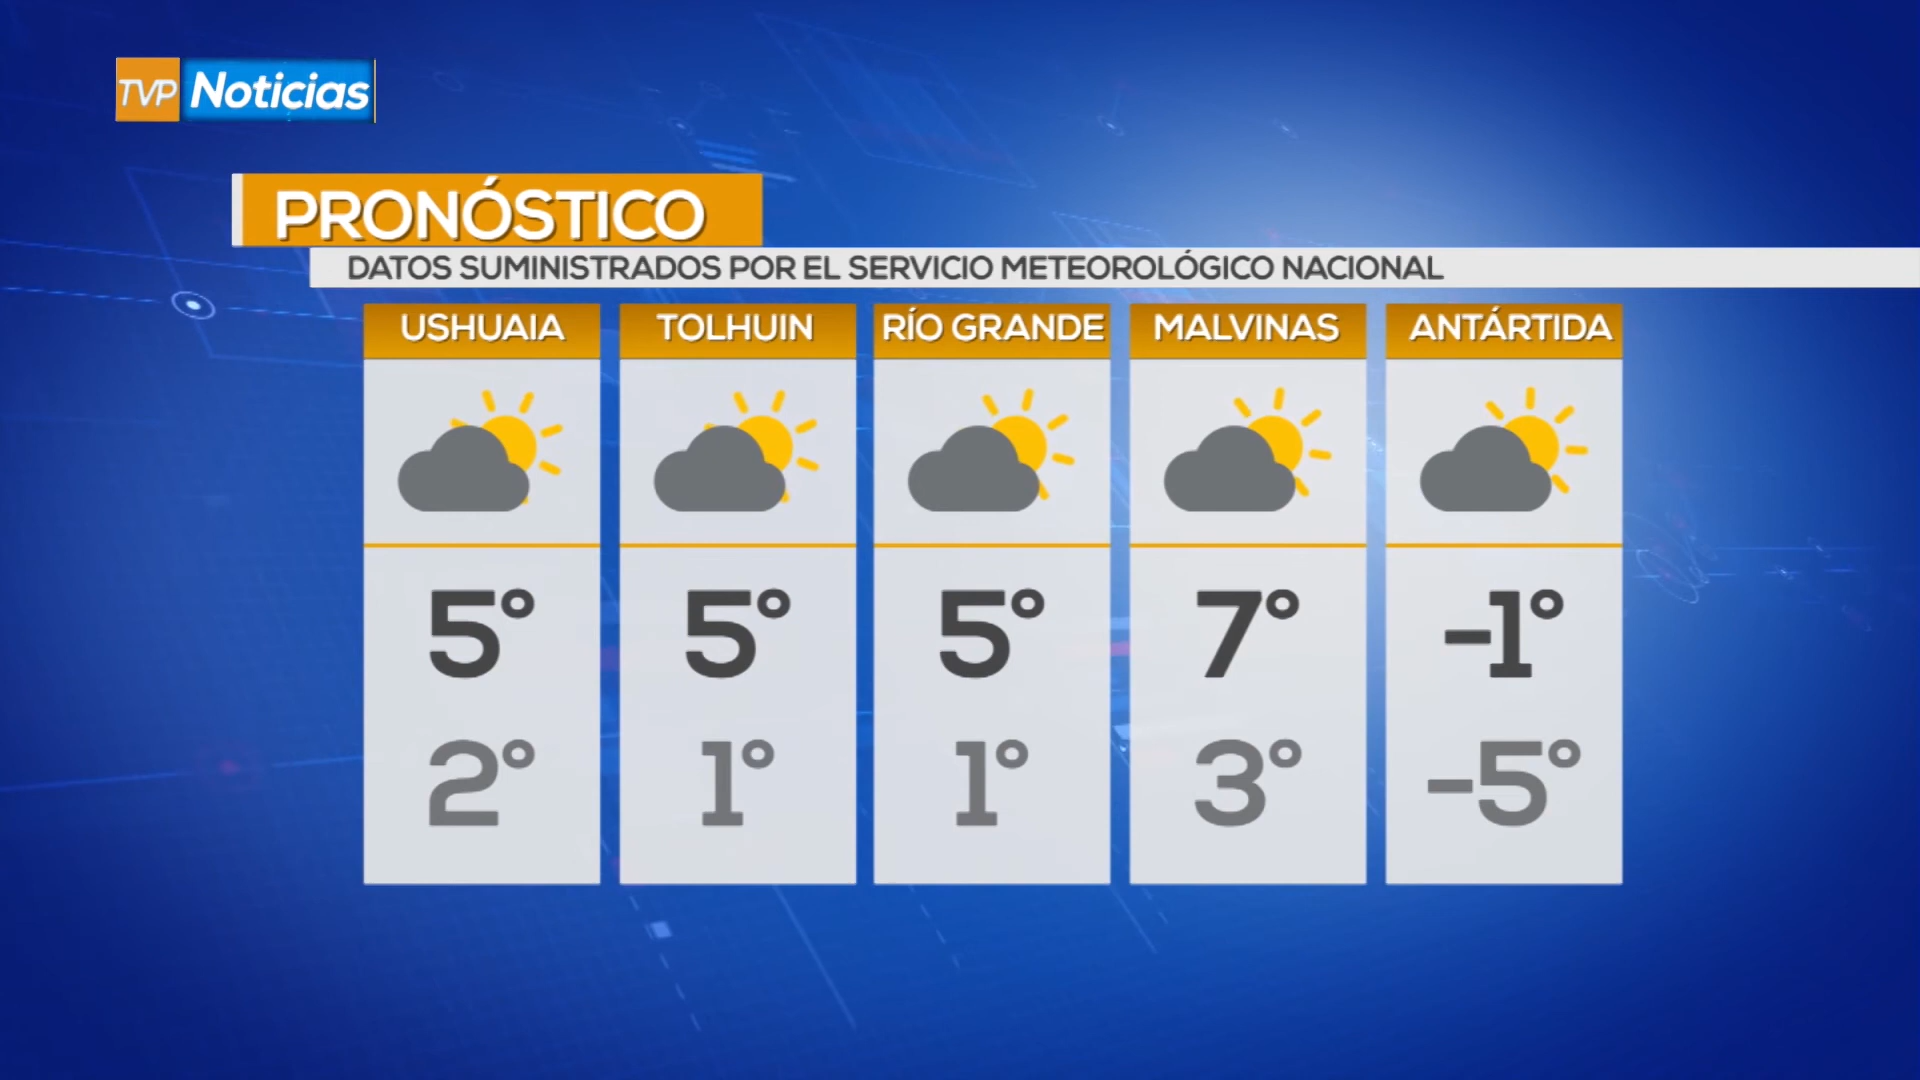 TVP Noticias
PRONÓSTICO
DATOS SUMINISTRADOS POR EL SERVICIO METEOROLÓGICO NACIONAL
USHUAIA TOLHUIN RÍO GRANDE MALVINAS ANTÁRTIDA
5° 5° 5° 7° -1°
2° 1° 1° 3° -5°